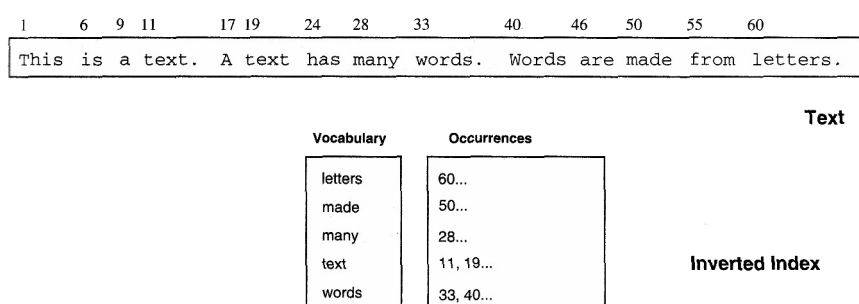 1 6 9 11 17 19 24 28 33 40 46 50 55 60
This is a text. A text has many words. Words are made from letters.
Text
Vocabulary Occurrences
letters 60...
made 50...
many 28...
text 11, 19...
Inverted Index
words 33, 40...